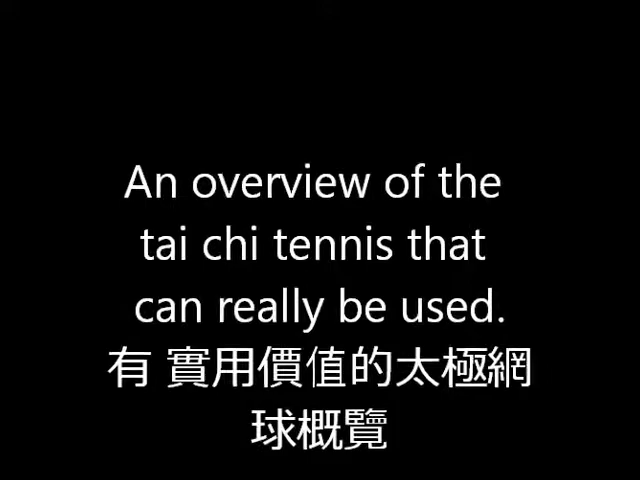 An overview of the
tai chi tennis that
can really be used.
有 實用價值的太極網
球概覽